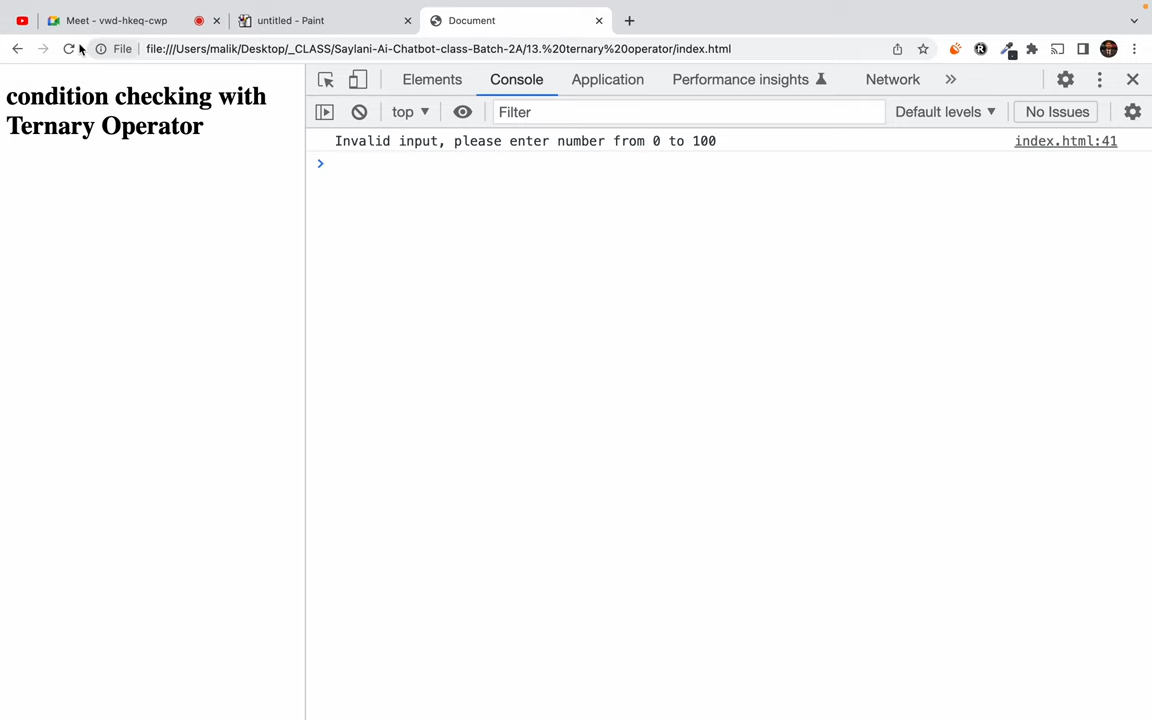 Meet - vwd-hkeq-cwp
untitled - Paint
Document
File
file:///Users/malik/Desktop/_CLASS/Saylani-Ai-Chatbot-class-Batch-2A/13.%20ternary%20operator/index.html
condition checking with
Ternary Operator
Elements
Console
Application
Performance insights
Network
top
Filter
Default levels
No Issues
Invalid input, please enter number from 0 to 100
index.html:41